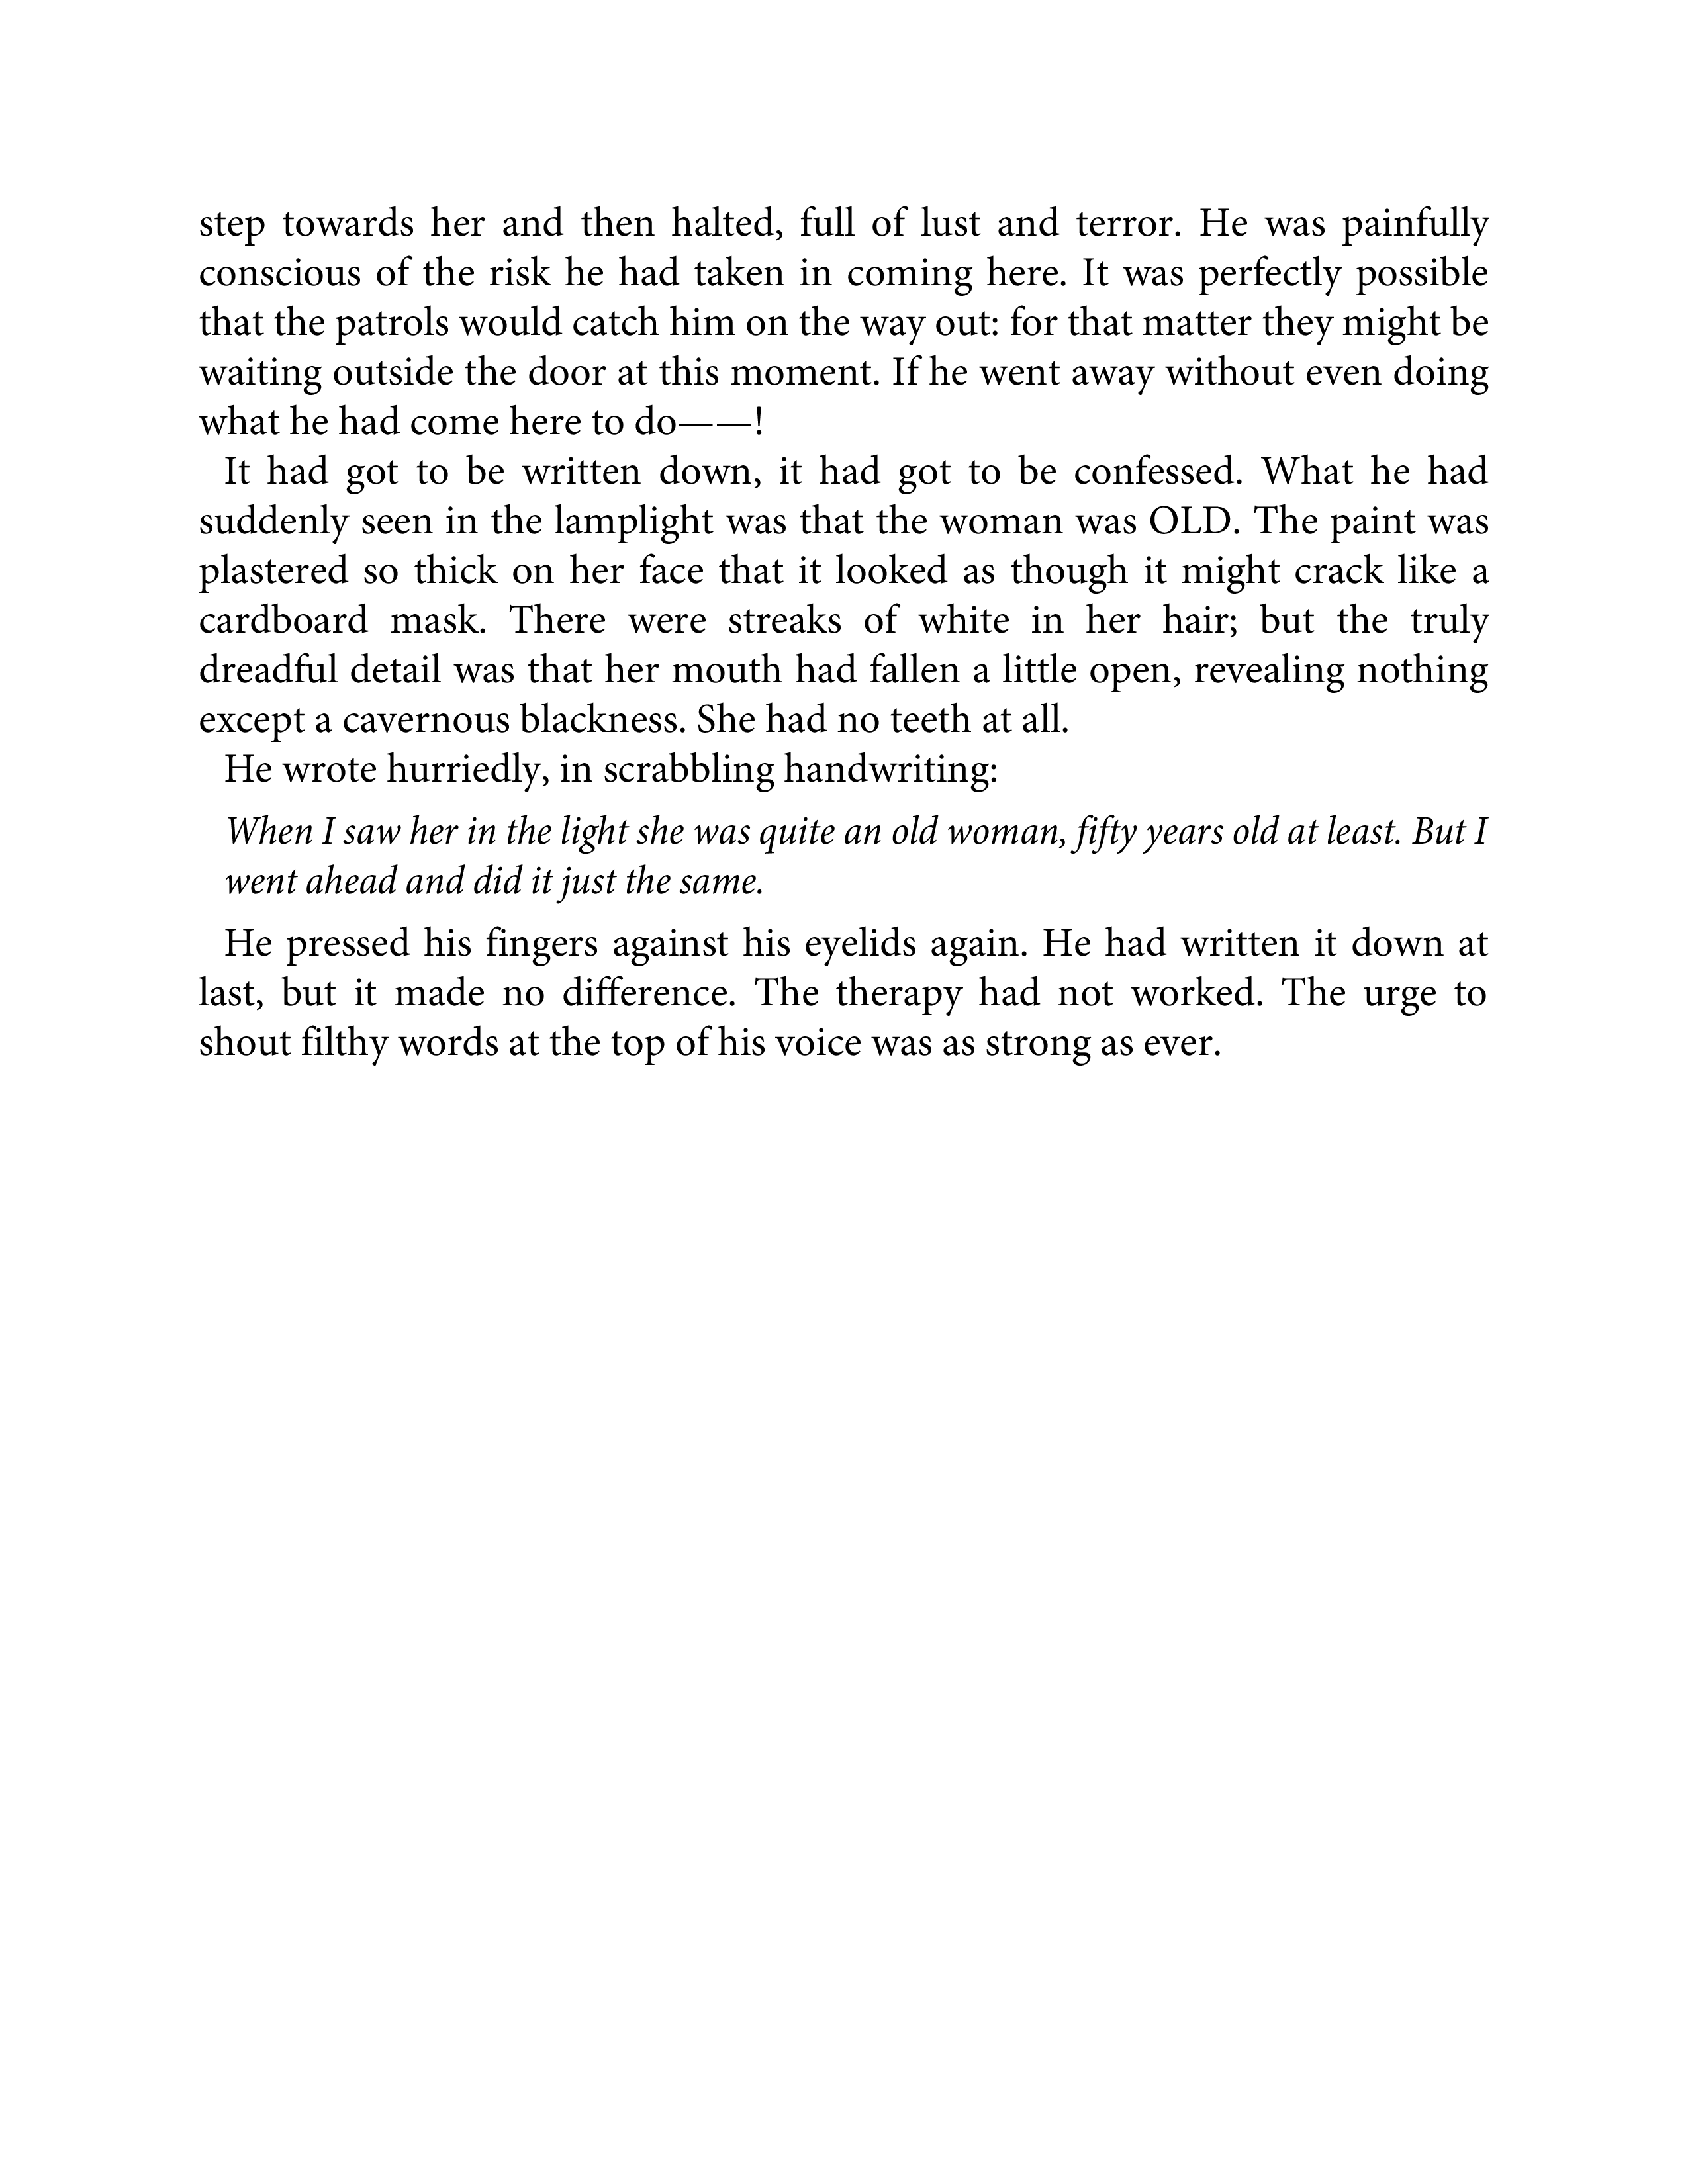 step towards her and then halted, full of lust and terror. He was painfully
conscious of the risk he had taken in coming here. It was perfectly possible
that the patrols would catch him on the way out: for that matter they might be
waiting outside the door at this moment. If he went away without even doing
what he had come here to do——!
It had got to be written down, it had got to be confessed. What he had
suddenly seen in the lamplight was that the woman was OLD. The paint was
plastered so thick on her face that it looked as though it might crack like a
cardboard mask. There were streaks of white in her hair; but the truly
dreadful detail was that her mouth had fallen a little open, revealing nothing
except a cavernous blackness. She had no teeth at all.
He wrote hurriedly, in scrabbling handwriting:
When I saw her in the light she was quite an old woman, fifty years old at least. But I
went ahead and did it just the same.
He pressed his fingers against his eyelids again. He had written it down at
last, but it made no difference. The therapy had not worked. The urge to
shout filthy words at the top of his voice was as strong as ever.